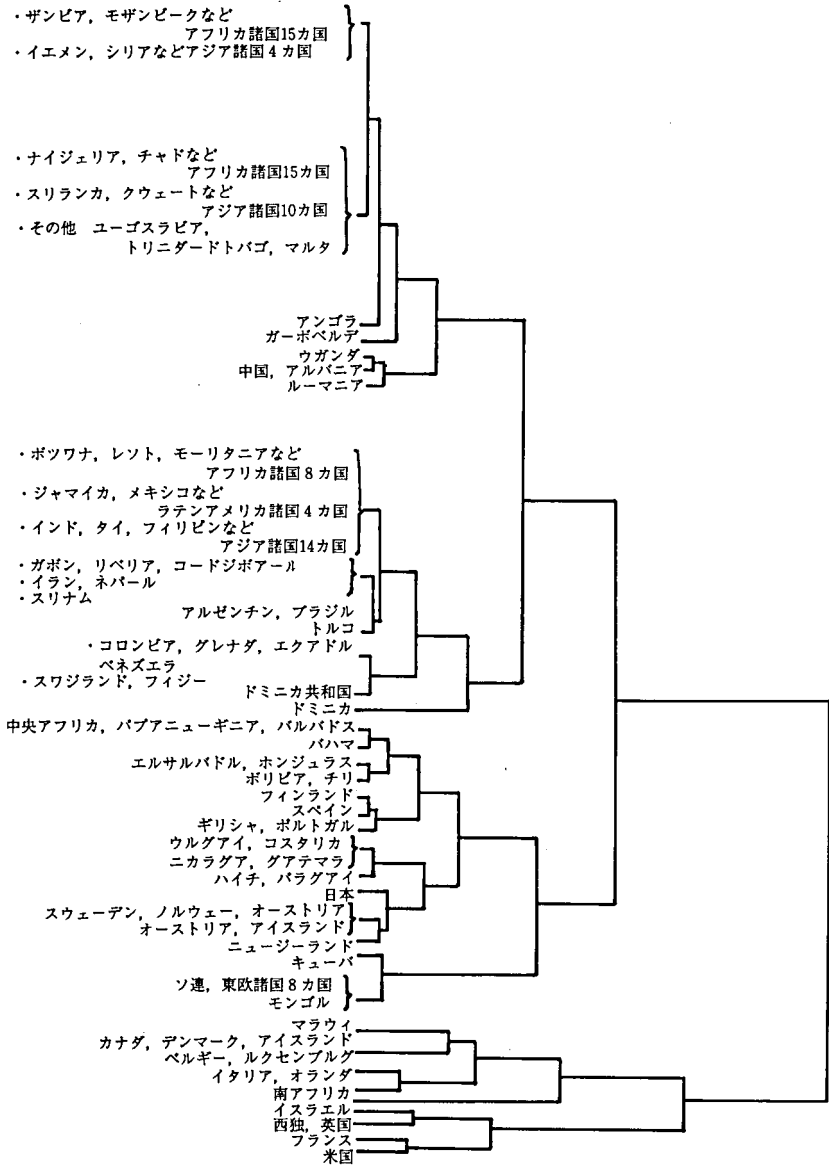 ・ザンビア，モザンビークなど
アフリカ諸国15カ国
・イエメン，シリアなどアジア諸国4カ国
・ナイジェリア，チャドなど
アフリカ諸国15カ国
・スリランカ，クウェートなど
アジア諸国10カ国
・その他　ユーゴスラビア，
トリニダードトバゴ，マルタ
アンゴラ
ガーボベルデ
ウガンダ
中国，アルバニア
ルーマニア
・ボツワナ，レソト，モーリタニアなど
アフリカ諸国8カ国
・ジャマイカ，メキシコなど
ラテンアメリカ諸国4カ国
・インド，タイ，フィリピンなど
アジア諸国14カ国
・ガボン，リベリア，コードジボアール
・イラン，ネパール
・スリナム
アルゼンチン，ブラジル
トルコ
・コロンビア，グレナダ，エクアドル
ベネズエラ
・スワジランド，フィジー
ドミニカ共和国
ドミニカ
中央アフリカ，パプアニューギニア，バルバドス
バハマ
エルサルバドル，ホンジュラス
ボリビア，チリ
フィンランド
スペイン
ギリシャ，ポルトガル
ウルグアイ，コスタリカ
ニカラグア，グアテマラ
ハイチ，パラグアイ
日本
スウェーデン，ノルウェー，オーストリア
オーストリア，アイスランド
ニュージーランド
キューバ
ソ連，東欧諸国8カ国
モンゴル
マラウィ
カナダ，デンマーク，アイスランド
ベルギー，ルクセンブルグ
イタリア，オランダ
南アフリカ
イスラエル
西独，英国
フランス
米国